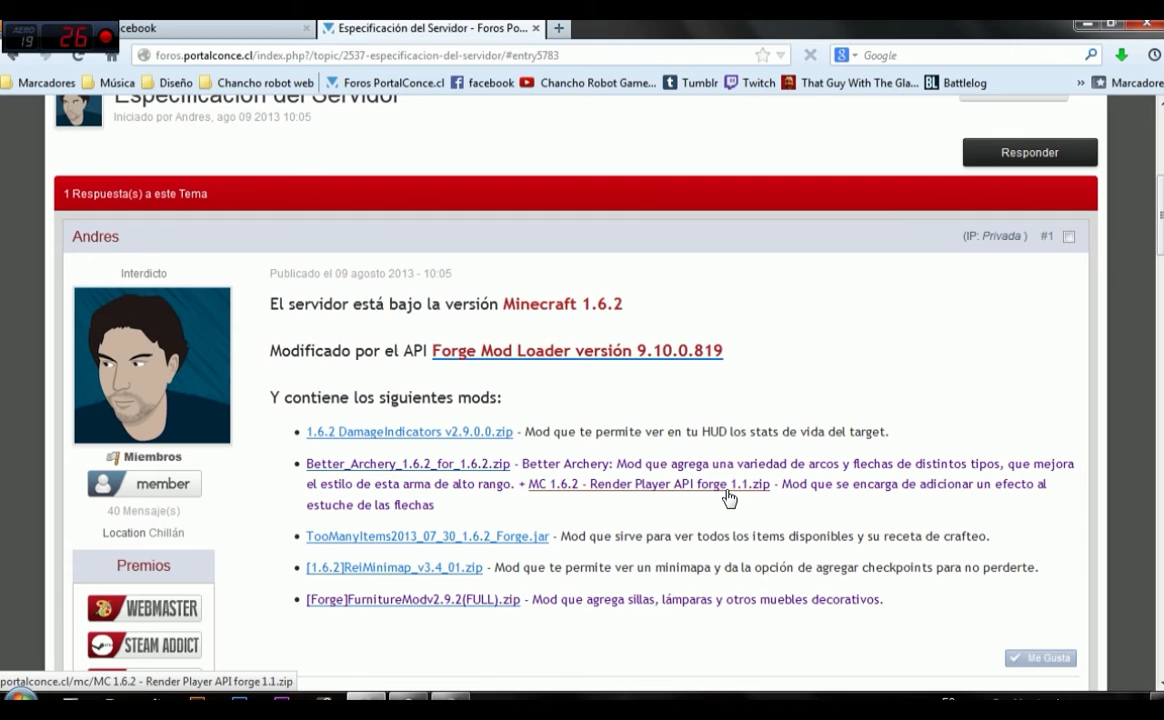 AERO
19
26
cebook
Especificación del Servidor - Foros Po...
foros.portalconce.cl/index.php?/topic/2537-especificacion-del-servidor/#entry5783
Google
Marcadores Música Diseño Chancho robot web Foros PortalConce.cl facebook Chancho Robot Game... Tumblr Twitch That Guy With The Gla... BL Battlelog » Marcadores
Especificación del Servidor
Iniciado por Andres, ago 09 2013 10:05
Responder
1 Respuesta(s) a este Tema
Andres
(IP: Privada ) #1
Interdicto
Publicado el 09 agosto 2013 - 10:05
El servidor está bajo la versión Minecraft 1.6.2
Modificado por el API Forge Mod Loader versión 9.10.0.819
Y contiene los siguientes mods:
• 1.6.2 DamageIndicators v2.9.0.0.zip - Mod que te permite ver en tu HUD los stats de vida del target.
• Better_Archery_1.6.2_for_1.6.2.zip - Better Archery: Mod que agrega una variedad de arcos y flechas de distintos tipos, que mejora
el estilo de esta arma de alto rango. + MC 1.6.2 - Render Player API forge 1.1.zip - Mod que se encarga de adicionar un efecto al
estuche de las flechas
• TooManyItems2013_07_30_1.6.2_Forge.jar - Mod que sirve para ver todos los items disponibles y su receta de crafteo.
• [1.6.2]ReiMinimap_v3.4_01.zip - Mod que te permite ver un minimapa y da la opción de agregar checkpoints para no perderte.
• [Forge]FurnitureModv2.9.2(FULL).zip - Mod que agrega sillas, lámparas y otros muebles decorativos.
Miembros
member
40 Mensaje(s)
Location Chillán
Premios
WEBMASTER
STEAM ADDICT
Me Gusta
portalconce.cl/mc/MC 1.6.2 - Render Player API forge 1.1.zip